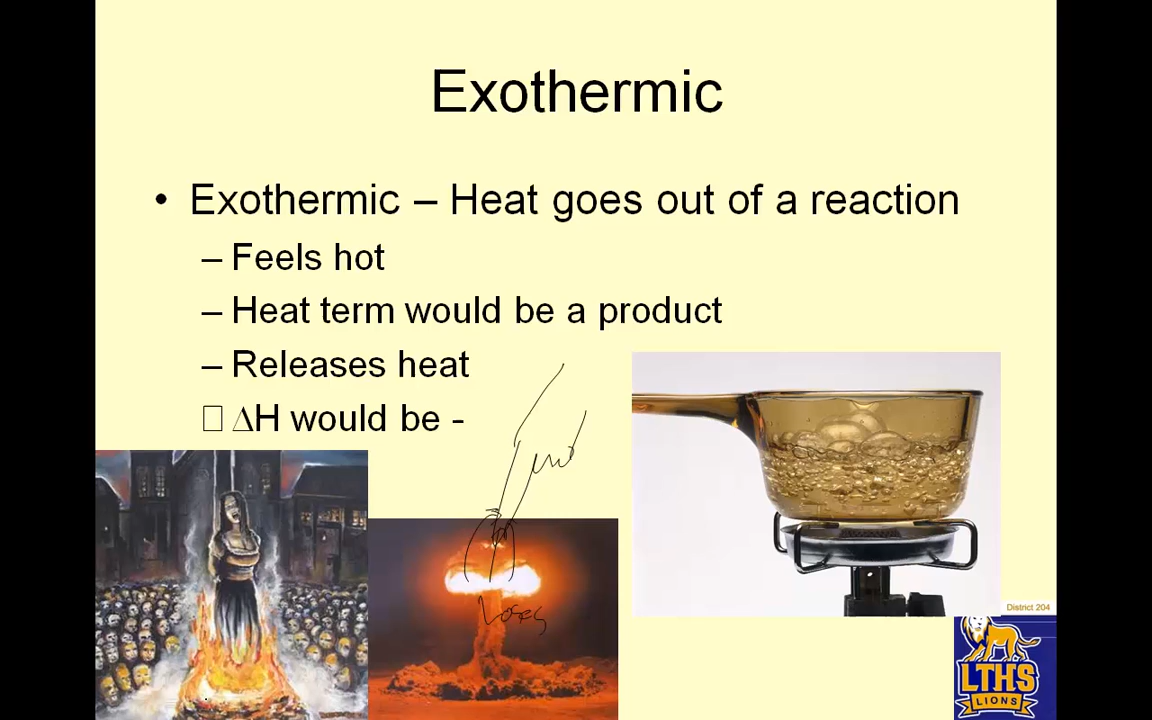 Exothermic
• Exothermic – Heat goes out of a reaction
– Feels hot
– Heat term would be a product
– Releases heat
□ ΔH would be -
Loses
District 204
LTHS
LIONS